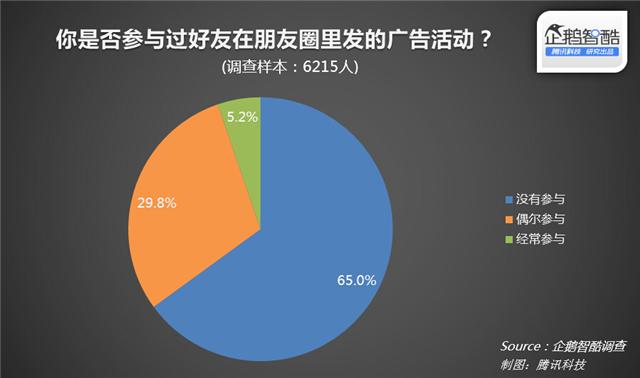 你是否参与过好友在朋友圈里发的广告活动？
(调查样本：6215人)
企鹅智酷
腾讯科技 研究出品
5.2%
29.8%
65.0%
没有参与
偶尔参与
经常参与
Source：企鹅智酷调查
制图：腾讯科技